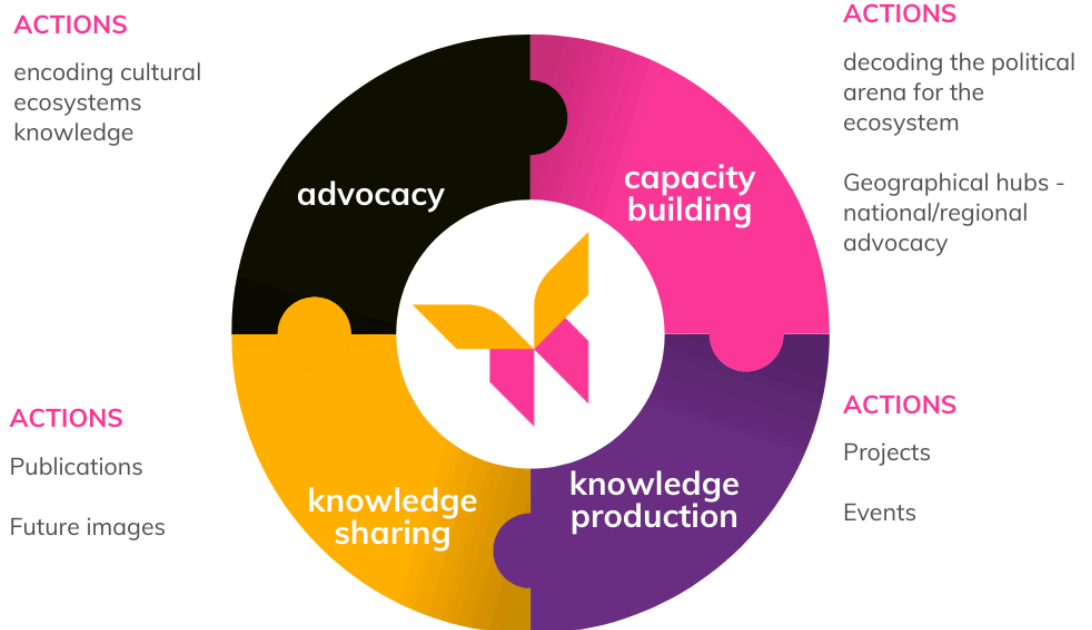 ACTIONS
encoding cultural
ecosystems
knowledge
ACTIONS
decoding the political
arena for the
ecosystem
Geographical hubs -
national/regional
advocacy
advocacy
capacity
building
ACTIONS
Publications
Future images
knowledge
sharing
knowledge
production
ACTIONS
Projects
Events